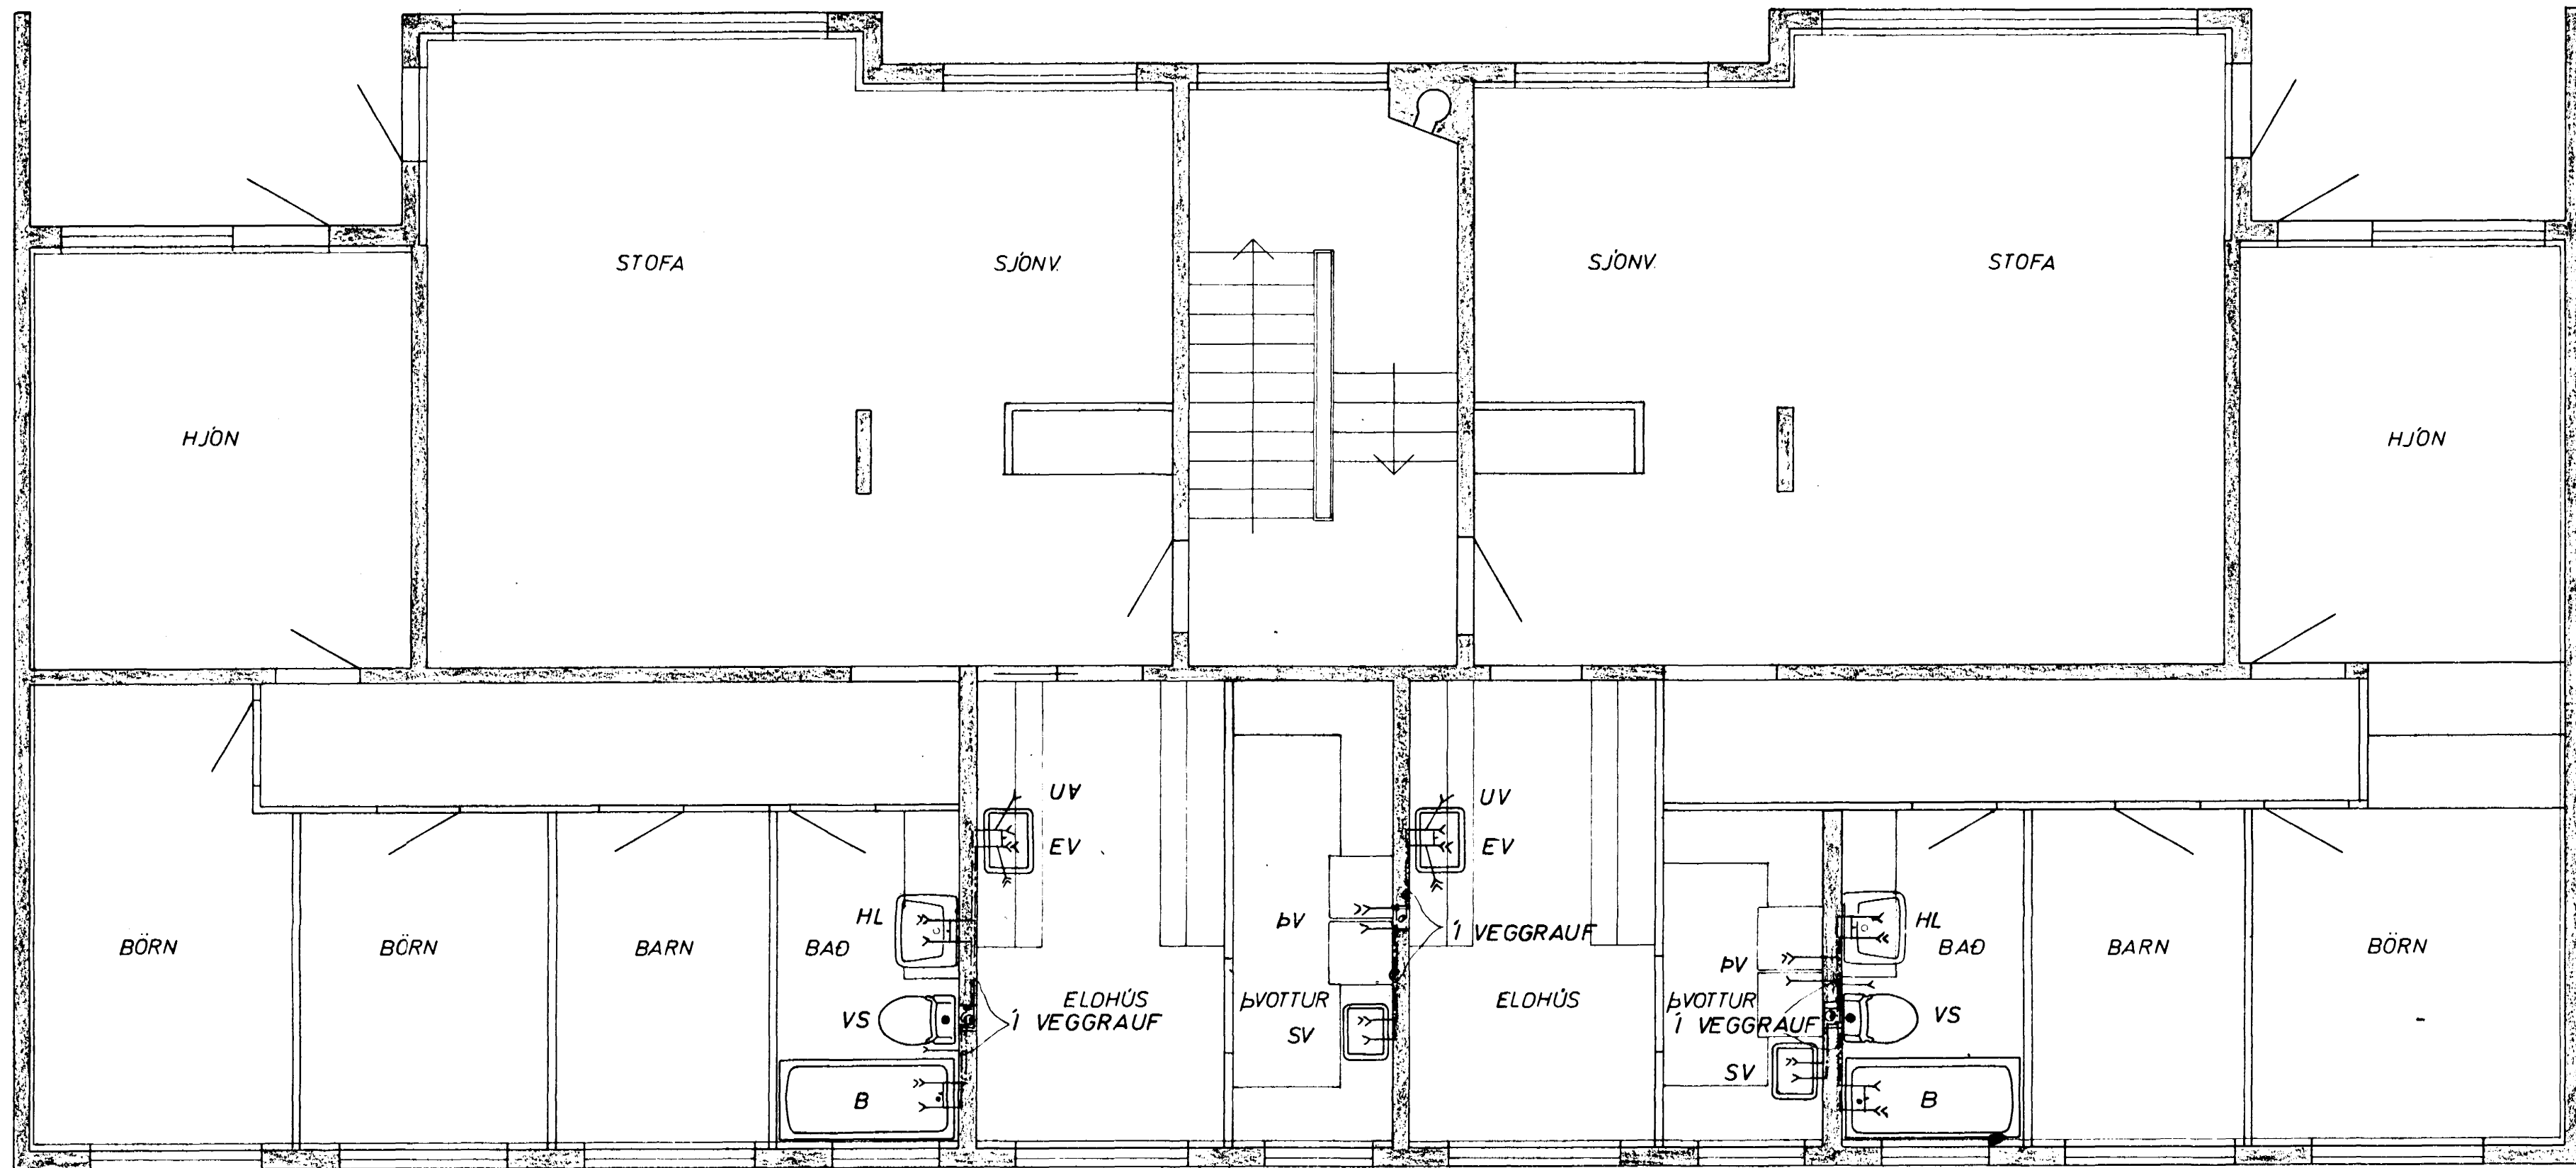 STOFA
SJÓNV.
SJÓNV.
STOFA
HJÓN
HJÓN
UV
EV
UV
EV
HL
ÞV
Í VEGGRAUF
HL
BÖRN
BÖRN
BARN
BAÐ
BAÐ
BARN
BÖRN
ÞV
ELDHÚS
Í VEGGRAUF
ÞVOTTUR
ELDHÚS
ÞVOTTUR
Í VEGGRAUF
VS
VS
SV
SV
B
B